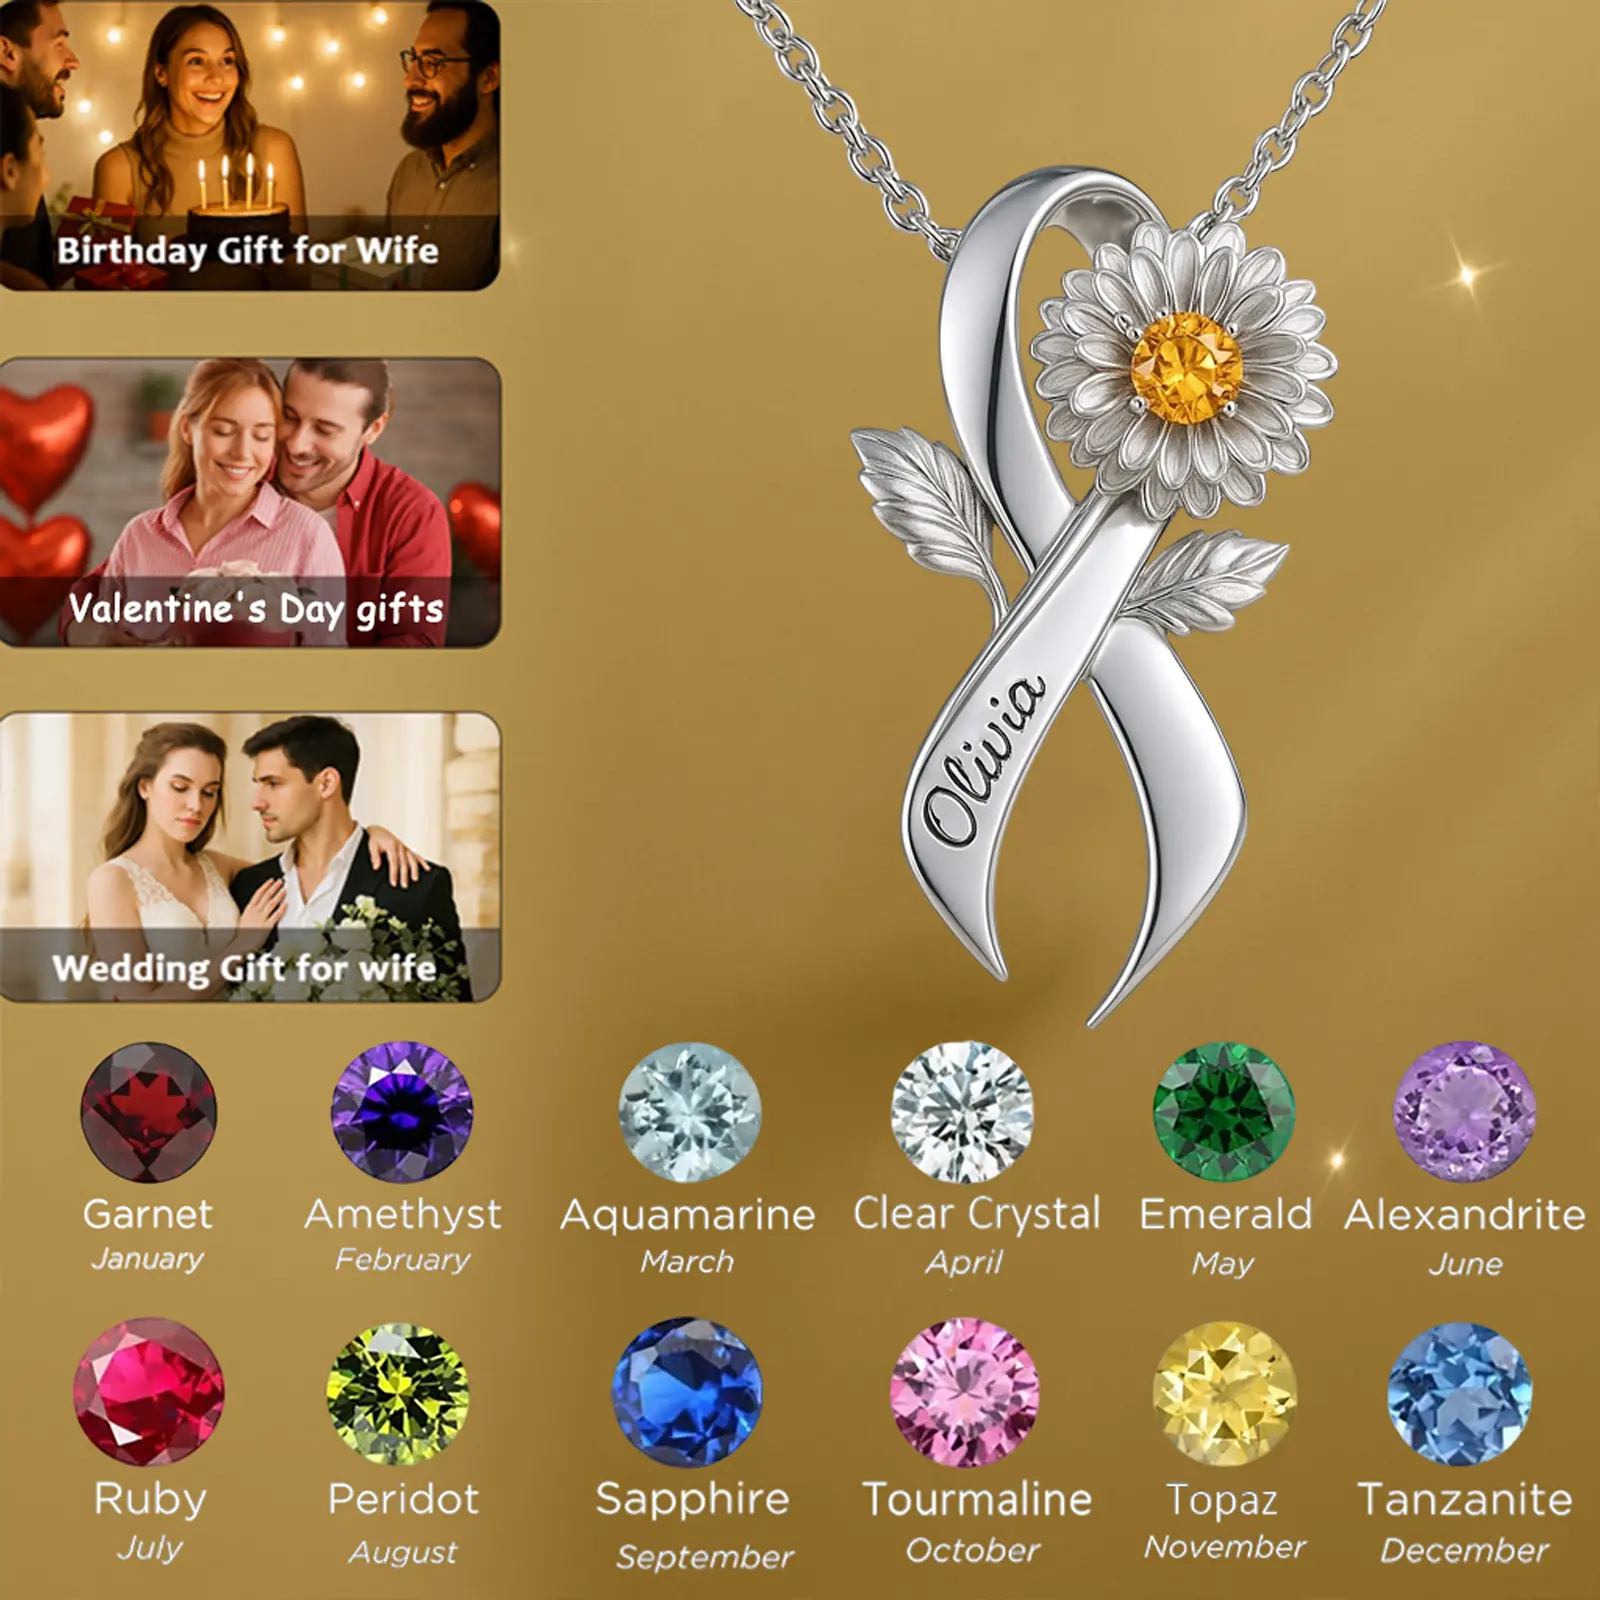 Birthday Gift for Wife
Valentine's Day gifts
Wedding Gift for wife
Olivia
Garnet
January
Amethyst
February
Aquamarine
March
Clear Crystal
April
Emerald
May
Alexandrite
June
Ruby
July
Peridot
August
Sapphire
September
Tourmaline
October
Topaz
November
Tanzanite
December